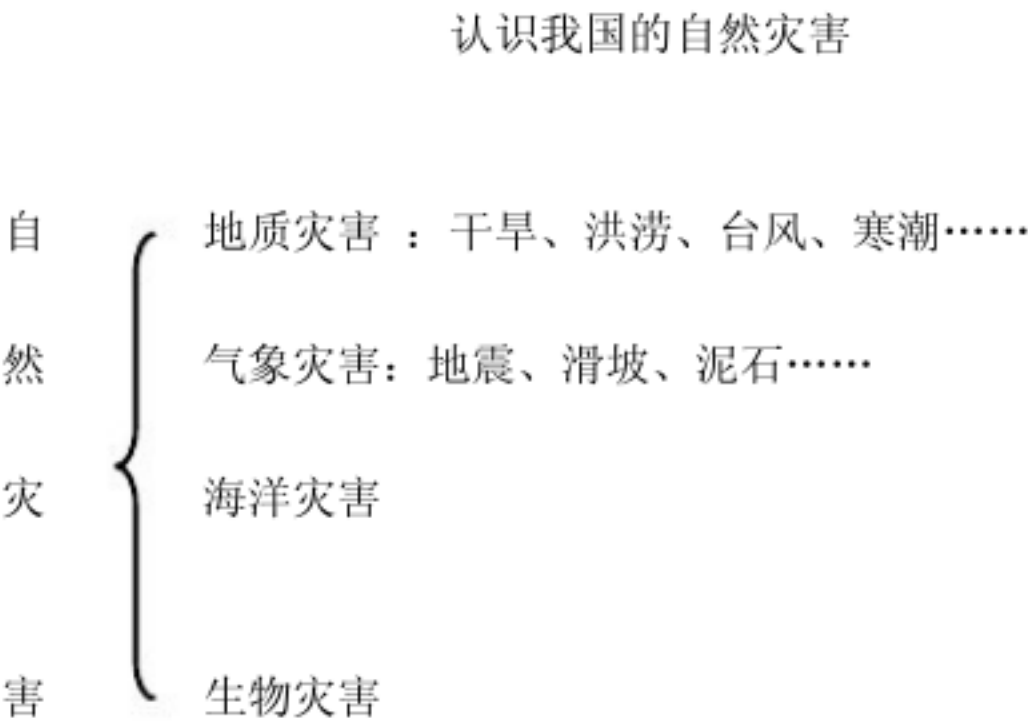 认识我国的自然灾害
自 地质灾害 ：干旱、洪涝、台风、寒潮……
然 气象灾害：地震、滑坡、泥石……
灾 海洋灾害
害 生物灾害